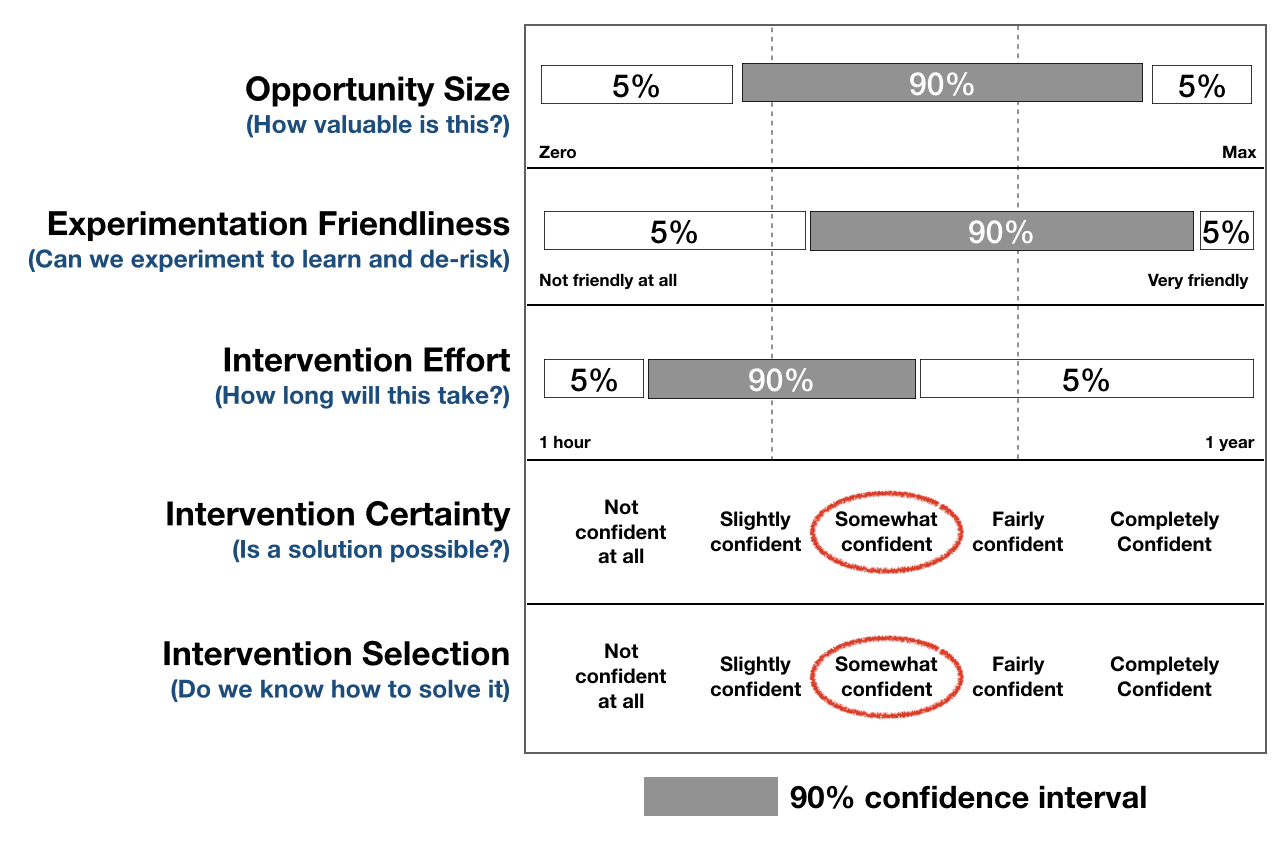 Opportunity Size
(How valuable is this?)
5%
90%
5%
Zero
Max
Experimentation Friendliness
(Can we experiment to learn and de-risk)
5%
90%
5%
Not friendly at all
Very friendly
Intervention Effort
(How long will this take?)
5%
90%
5%
1 hour
1 year
Intervention Certainty
(Is a solution possible?)
Not
confident
at all
Slightly
confident
Somewhat
confident
Fairly
confident
Completely
Confident
Intervention Selection
(Do we know how to solve it)
Not
confident
at all
Slightly
confident
Somewhat
confident
Fairly
confident
Completely
Confident
90% confidence interval